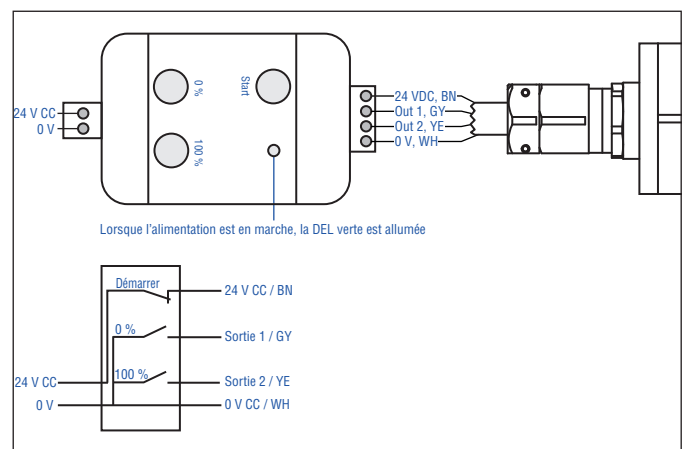 24 V CC
0 V
0 %
100 %
Start
24 VDC, BN
Out 1, GY
Out 2, YE
0 V, WH
Lorsque l'alimentation est en marche, la DEL verte est allumée
Démarrer
24 V CC / BN
0 %
Sortie 1 / GY
100 %
24 V CC
Sortie 2 / YE
0 V
0 V CC / WH